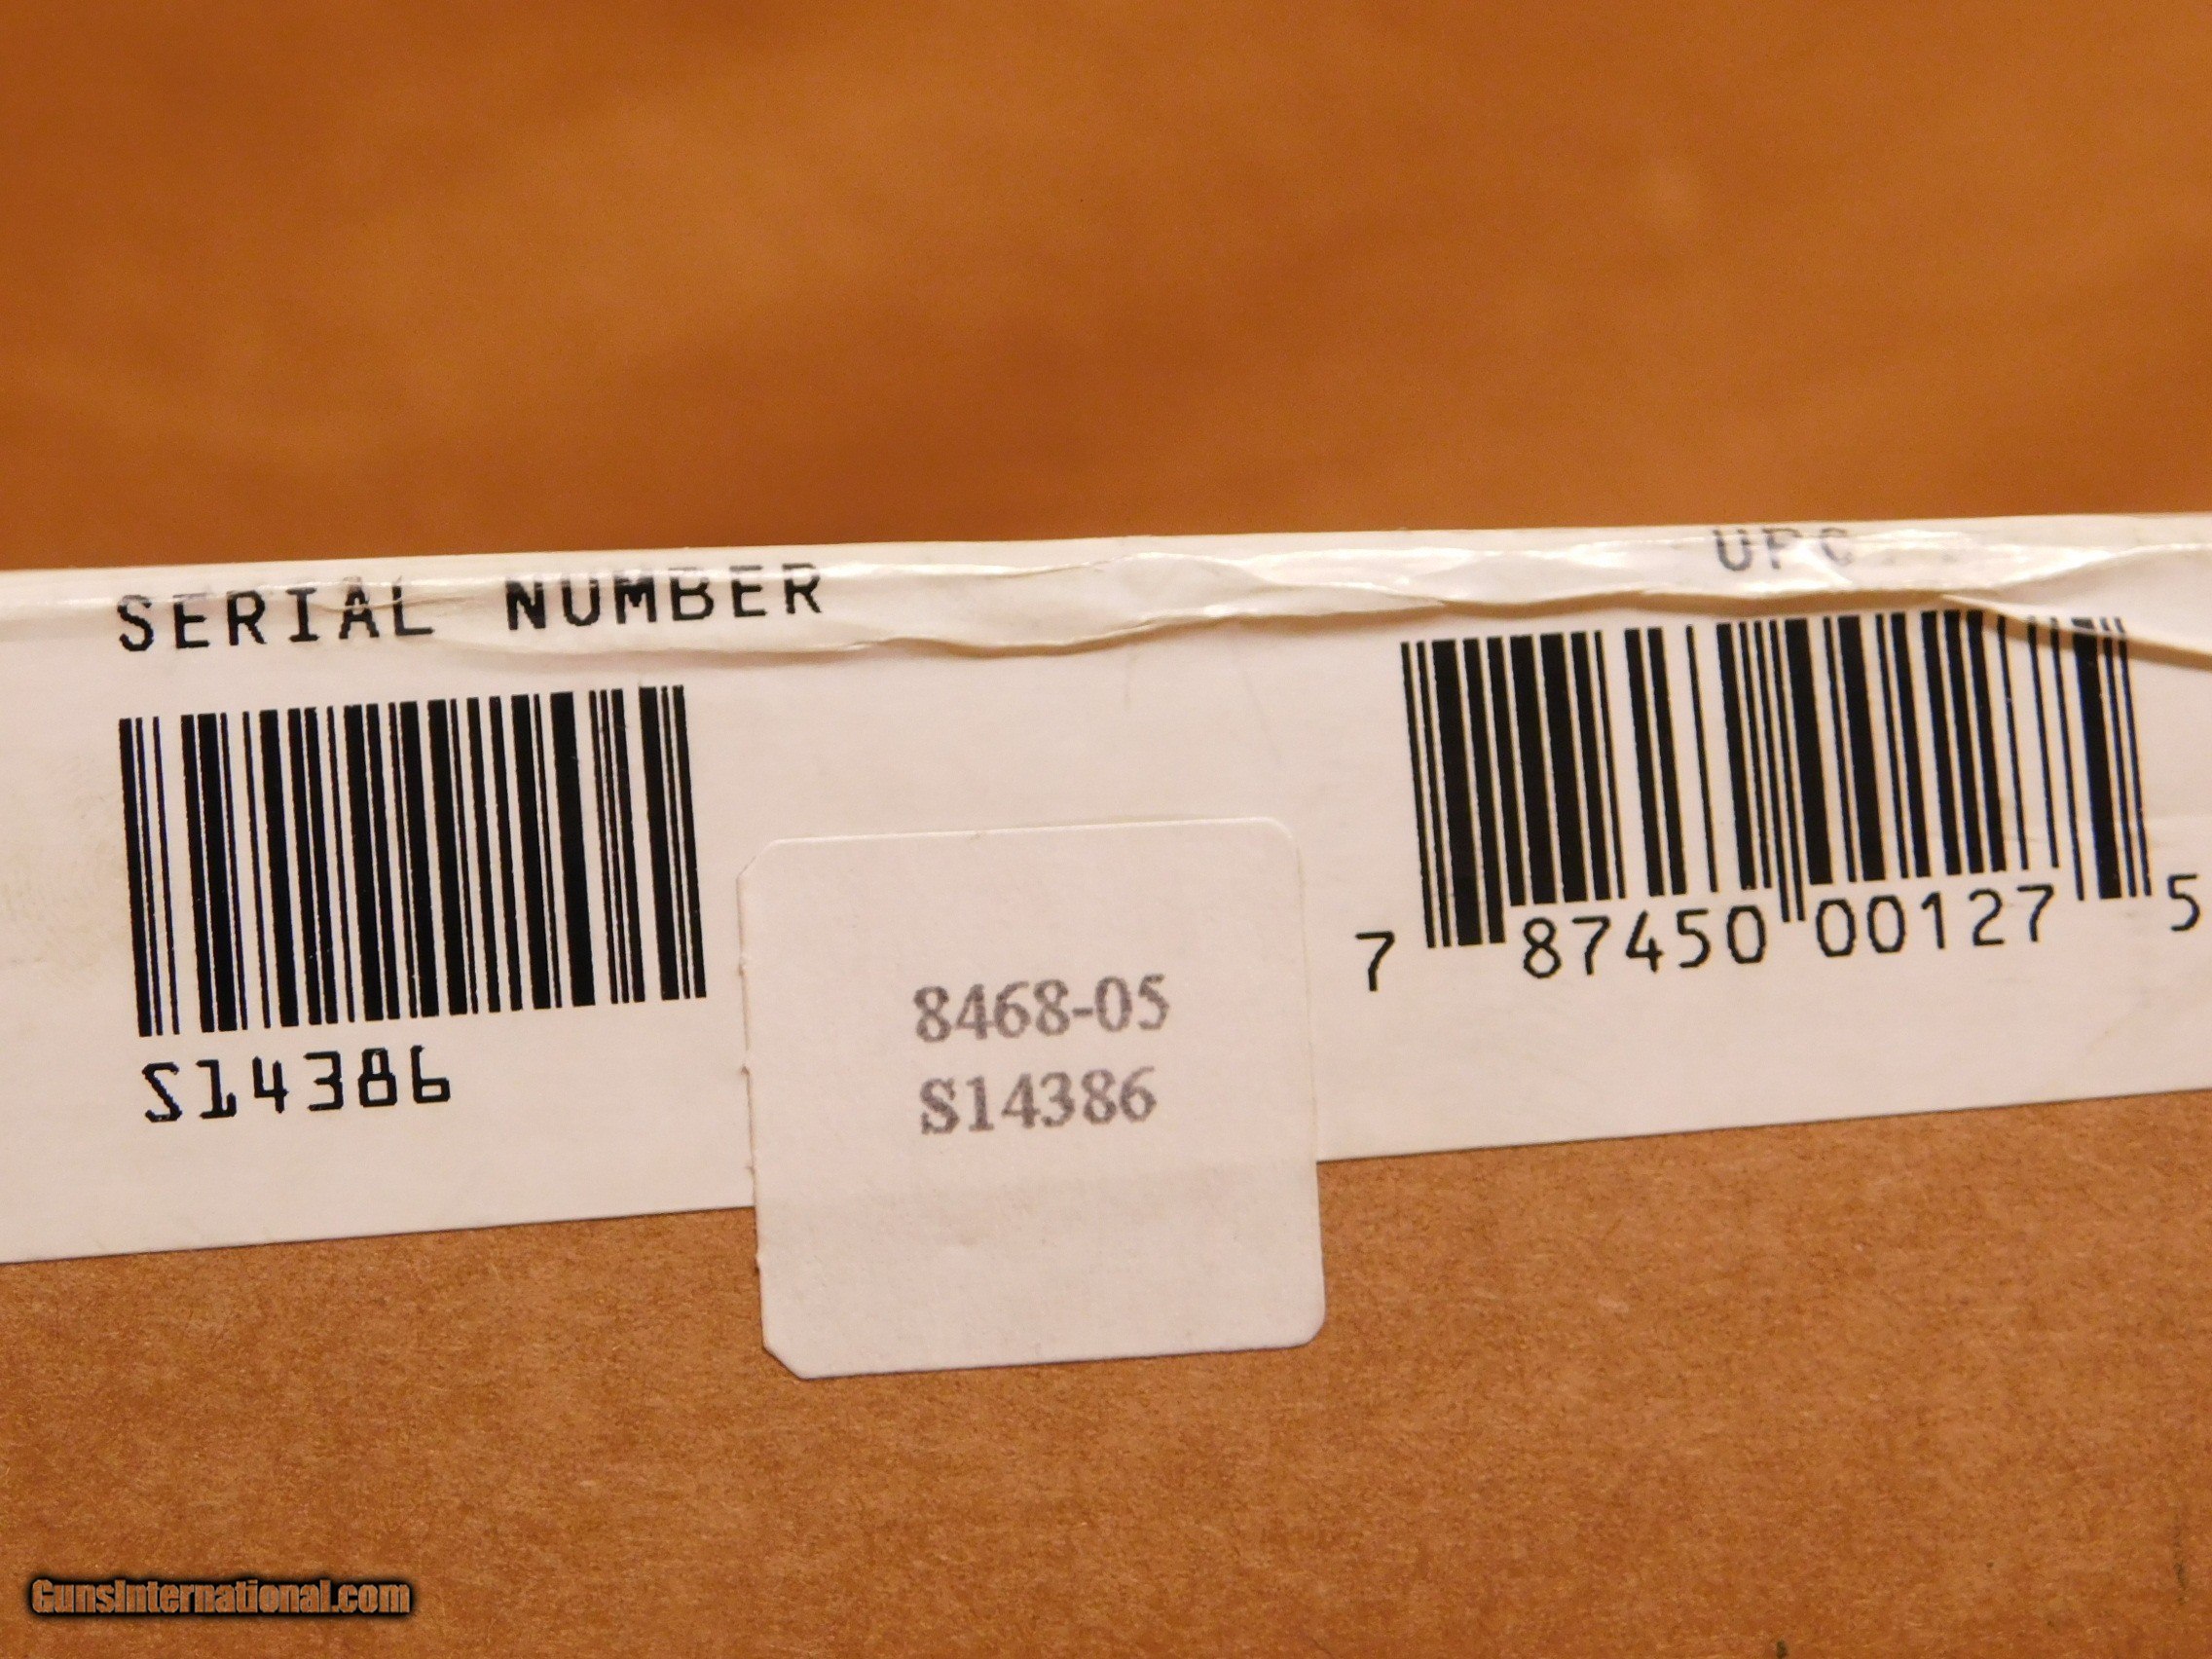 SERIAL NUMBER
UPC
S14386
8468-05
S14386
7 87450 00127 5
GunsInternational.com